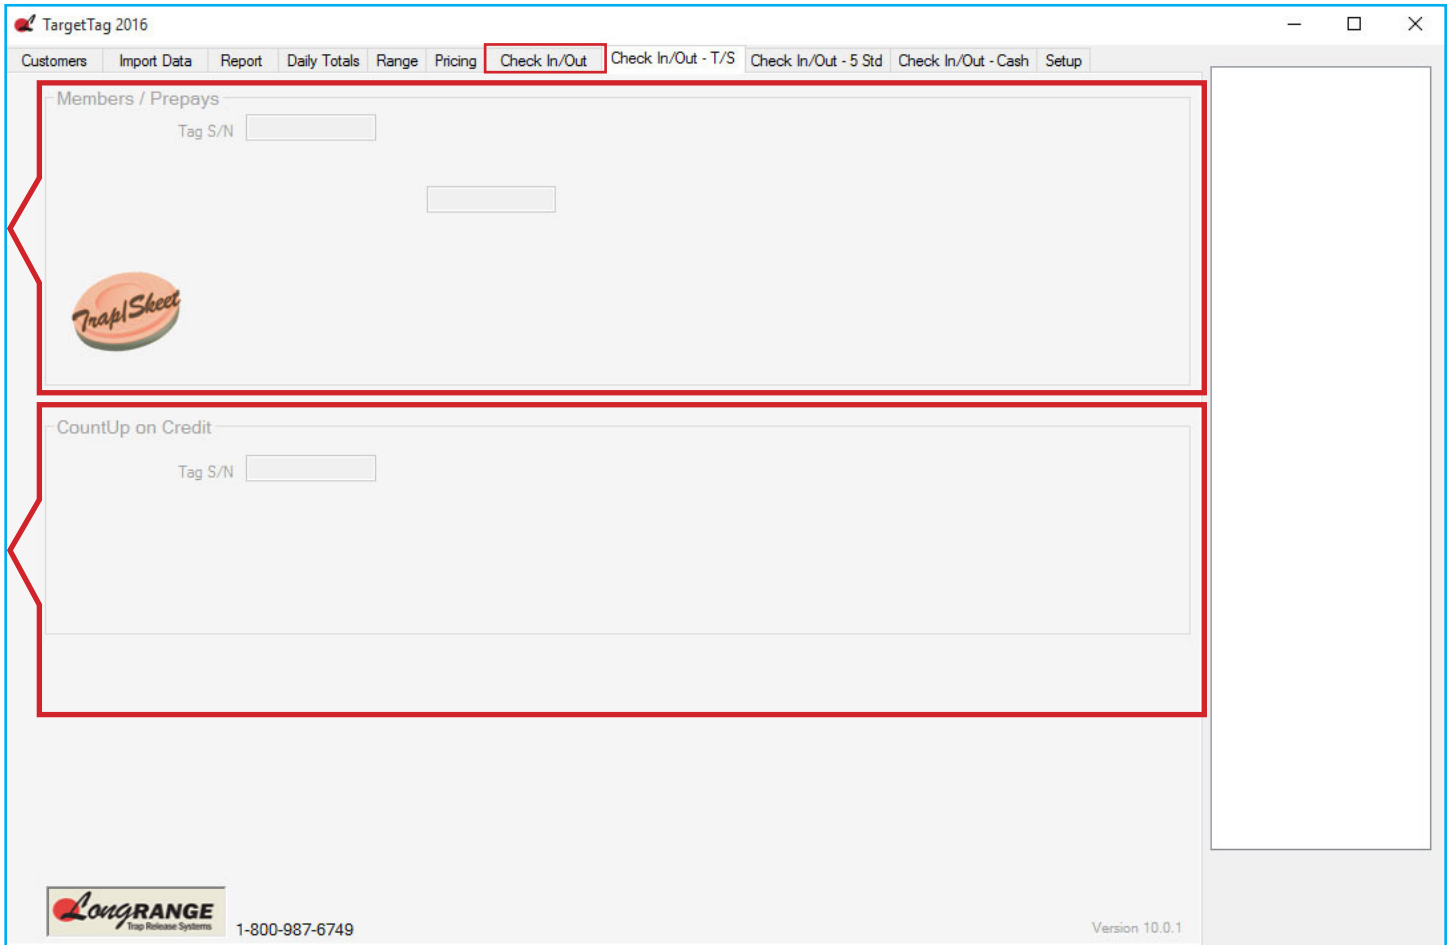 TargetTag 2016
Customers Import Data Report Daily Totals Range Pricing Check In/Out Check In/Out - T/S Check In/Out - 5 Std Check In/Out - Cash Setup
Members / Prepays
Tag S/N
Trap/Skeet
CountUp on Credit
Tag S/N
LongRange
Trap Release Systems
1-800-987-6749
Version 10.0.1